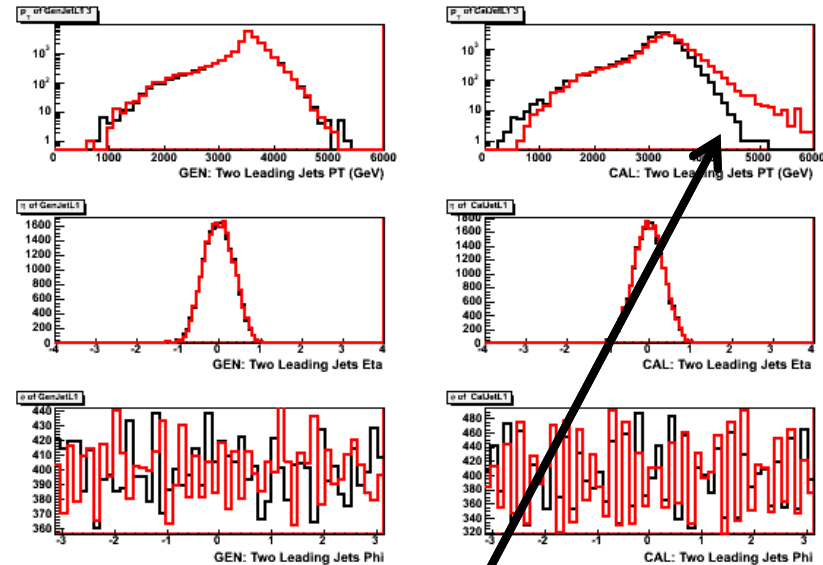 p_T of GenJetL1 3
10³
10²
10
1
0 1000 2000 3000 4000 5000 6000
GEN: Two Leading Jets PT (GeV)
p_T of CalJetL1 3
10³
10²
10
1
0 1000 2000 3000 4000 5000 6000
CAL: Two Leading Jets PT (GeV)
η of GenJetL1
1600
1400
1200
1000
800
600
400
200
0
-4 -3 -2 -1 0 1 2 3 4
GEN: Two Leading Jets Eta
η of CalJetL1
1600
1400
1200
1000
800
600
400
200
0
-4 -3 -2 -1 0 1 2 3 4
CAL: Two Leading Jets Eta
φ of GenJetL1
440
430
420
410
400
390
380
370
360
-3 -2 -1 0 1 2 3
GEN: Two Leading Jets Phi
φ of CalJetL1
480
460
440
420
400
380
360
340
320
-3 -2 -1 0 1 2 3
CAL: Two Leading Jets Phi